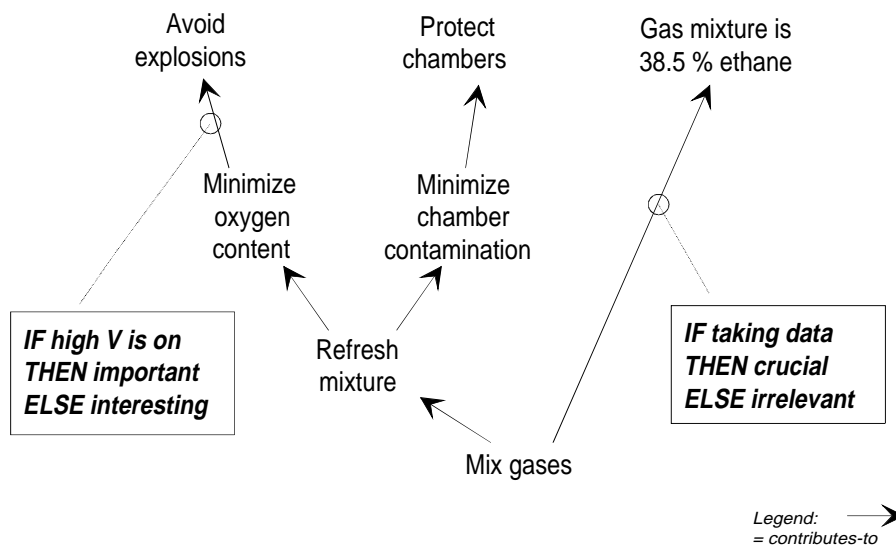 Avoid
explosions
Protect
chambers
Gas mixture is
38.5 % ethane
Minimize
oxygen
content
Minimize
chamber
contamination
IF high V is on
THEN important
ELSE interesting
Refresh
mixture
IF taking data
THEN crucial
ELSE irrelevant
Mix gases
Legend:
= contributes-to